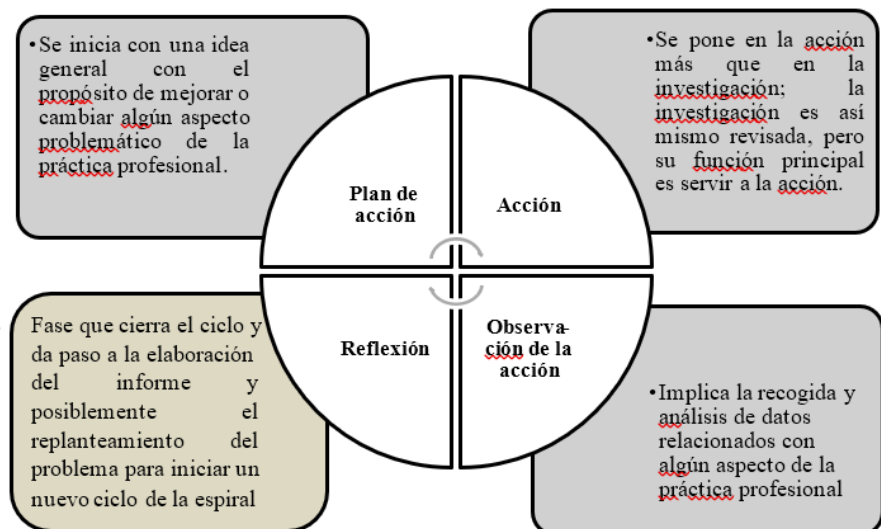 •Se inicia con una idea
general con el
propósito de mejorar o
cambiar algún aspecto
problemático de la
práctica profesional.
•Se pone en la acción
más que en la
investigación; la
investigación es así
mismo revisada, pero
su función principal
es servir a la acción.
Plan de
acción
Acción
Reflexión
Observa-
ción de la
acción
Fase que cierra el ciclo y
da paso a la elaboración
del informe y
posiblemente el
replanteamiento del
problema para iniciar un
nuevo ciclo de la espiral
•Implica la recogida y
análisis de datos
relacionados con
algún aspecto de la
práctica profesional